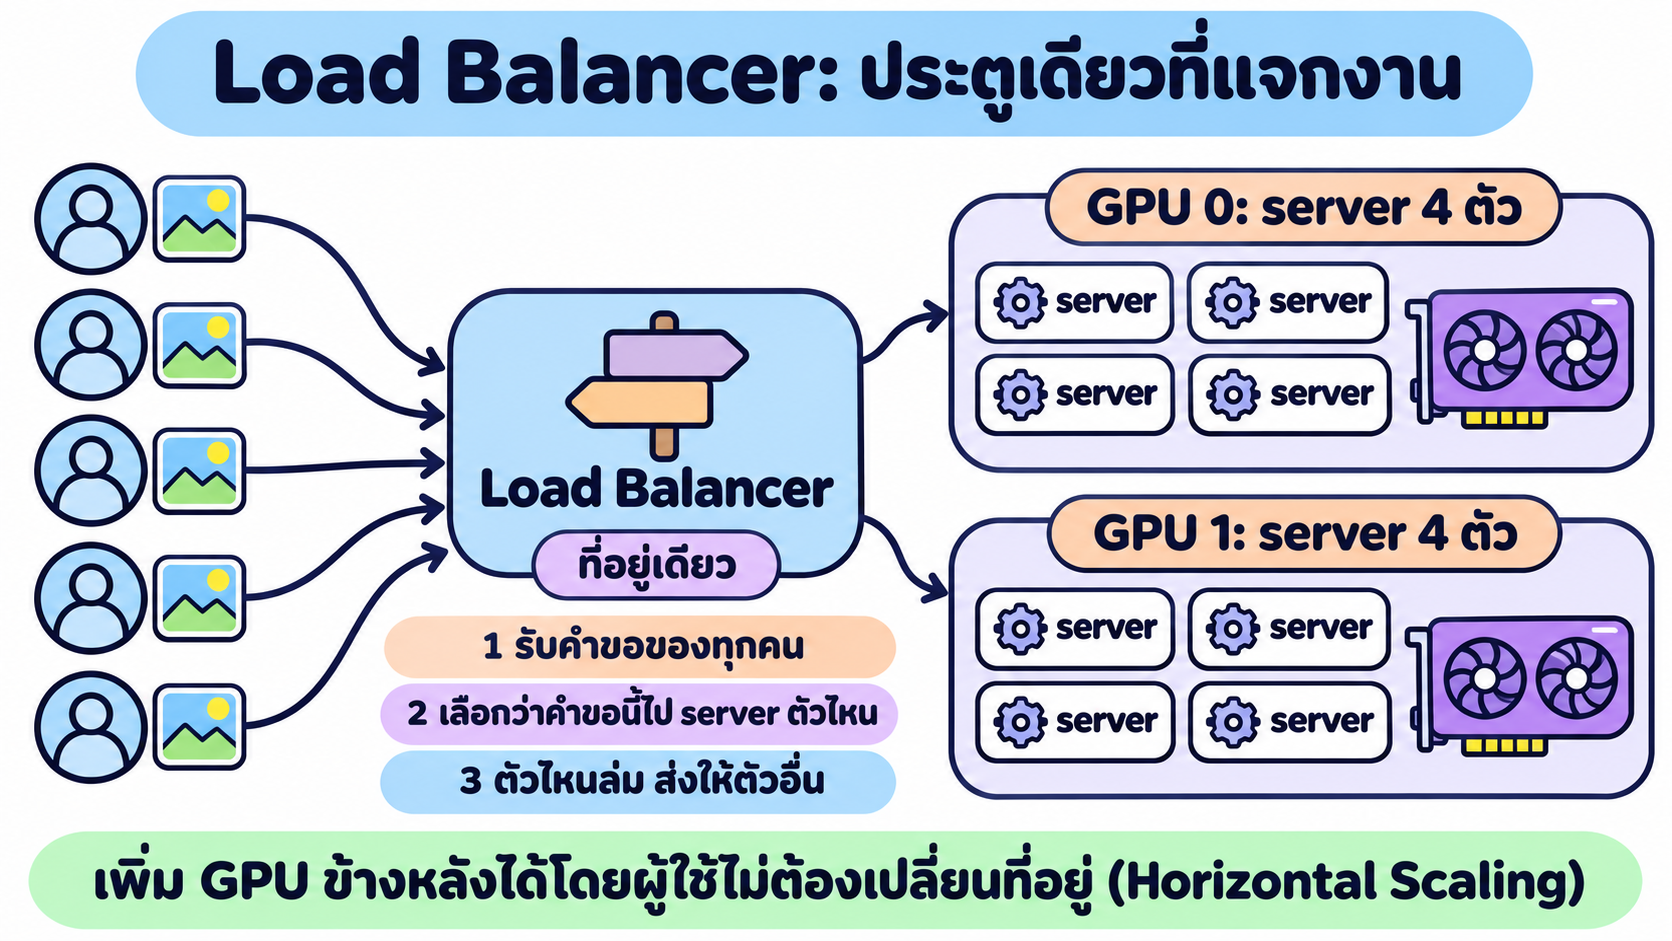 Load Balancer: ประตูเดียวที่แจกงาน
Load Balancer
ที่อยู่เดียว
1 รับคำขอของทุกคน
2 เลือกว่าคำขอนี้ไป server ตัวไหน
3 ตัวไหนล่ม ส่งให้ตัวอื่น
GPU 0: server 4 ตัว
server server
server server
GPU 1: server 4 ตัว
server server
server server
เพิ่ม GPU ข้างหลังได้โดยผู้ใช้ไม่ต้องเปลี่ยนที่อยู่ (Horizontal Scaling)